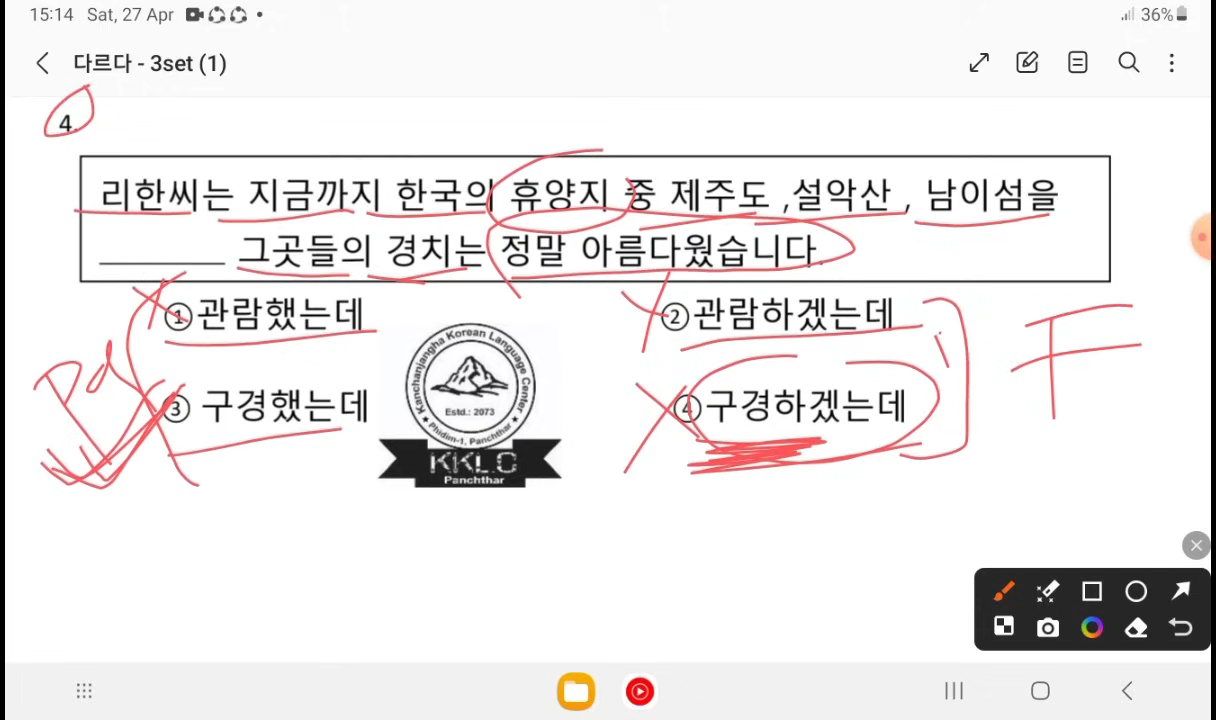 15:14 Sat, 27 Apr 36%
다르다 - 3set (1)
4.
리한씨는 지금까지 한국의 휴양지 중 제주도 ,설악산 , 남이섬을
________ 그곳들의 경치는 정말 아름다웠습니다.
①관람했는데
②관람하겠는데
③ 구경했는데
④구경하겠는데
Pd
F
Kanchanjangha Korean Language Center
Estd.: 2073
★ Phidim-1, Panchthar ★
KKLC
Panchthar